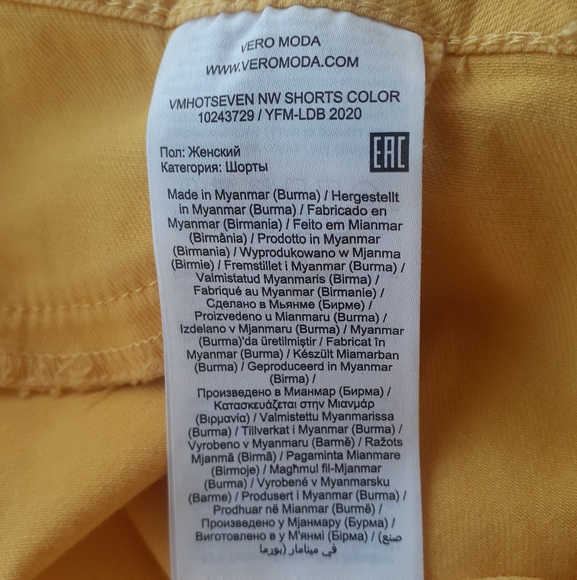 VERO MODA
WWW.VEROMODA.COM
VMHOTSEVEN NW SHORTS COLOR
10243729 / YFM-LDB 2020
EAC
Пол: Женский
Категория: Шорты
Made in Myanmar (Burma) / Hergestellt
in Myanmar (Burma) / Fabricado en
Myanmar (Birmania) / Feito em Mianmar
(Birmânia) / Prodotto in Myanmar
(Birmania) / Wyprodukowano w Mjanma
(Birmie) / Fremstillet i Myanmar (Burma) /
Valmistatud Myanmaris (Birma) /
Fabriqué au Myanmar (Birmanie) /
Сделано в Мьянме (Бирме) /
Proizvedeno u Mianmaru (Burma) /
Izdelano v Mjanmaru (Burma) / Myanmar
(Burma)'da üretilmiştir / Fabricat în
Myanmar (Burma) / Készült Miamarban
(Burma) / Geproduceerd in Myanmar
(Birma) /
Произведено в Мианмар (Бирма) /
Κατασκευάζεται στην Μιανμάρ
(Βιρμανία) / Valmistettu Myanmarissa
(Burma) / Tillverkat i Myanmar (Burma) /
Vyrobeno v Myanmaru (Barmě) / Ražots
Mjanmā (Birmā) / Pagaminta Mianmare
(Birmoje) / Magħmul fil-Mjanmar
(Burma) / Vyrobené v Myanmarsku
(Barme) / Produsert i Myanmar (Burma) /
Prodhuar në Mianmar (Burmë) /
Произведено у Мјанмару (Бурма) /
Виготовлено в У М'янмі (Бірма) / صنع)
في مينامار (بورما